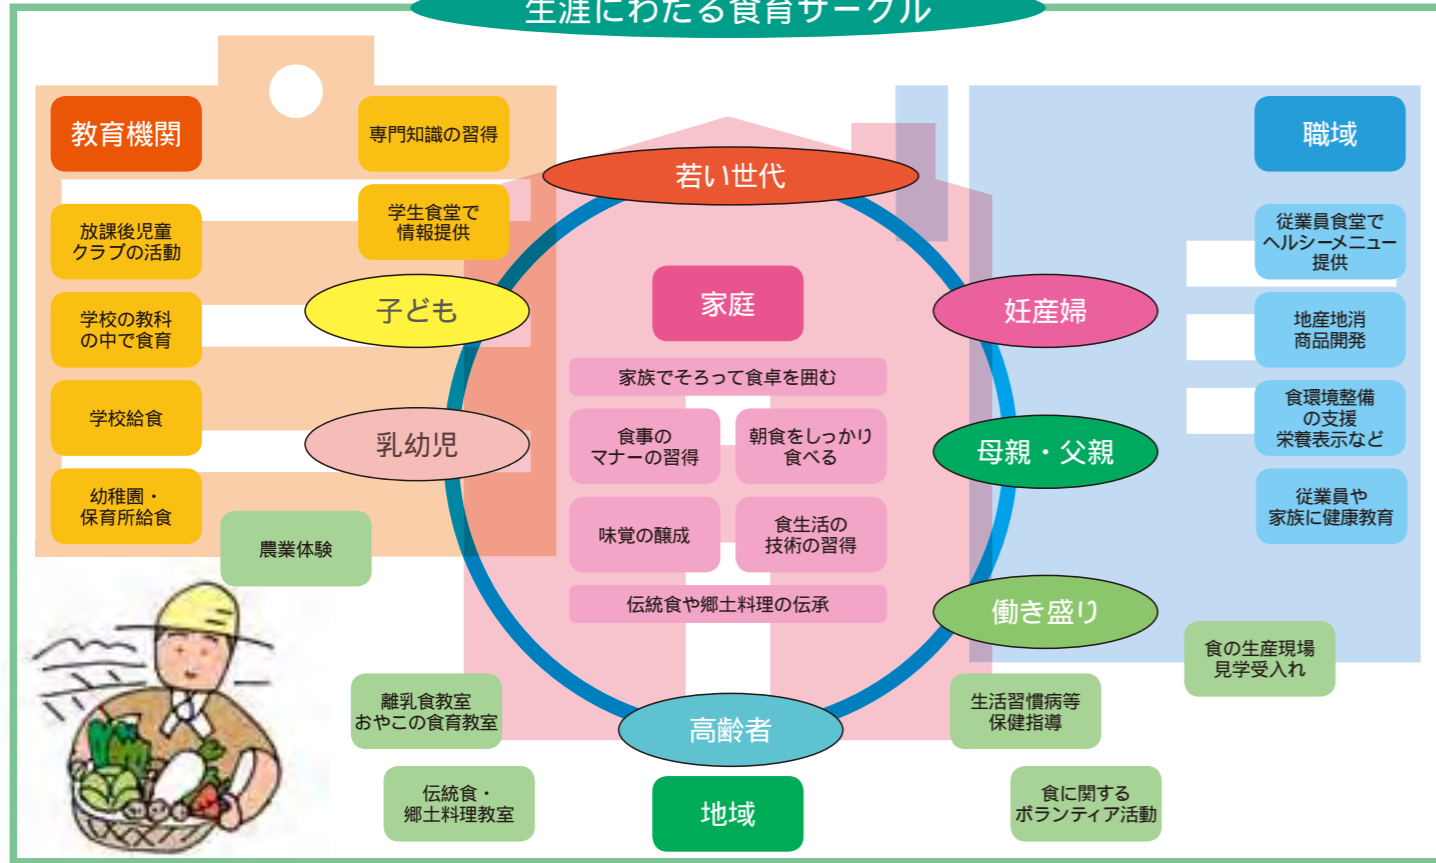 生涯にわたる食育サークル
教育機関
専門知識の習得
学生食堂で
情報提供
放課後児童
クラブの活動
学校の教科
の中で食育
学校給食
幼稚園・
保育所給食
農業体験
若い世代
子ども
乳幼児
家庭
家族でそろって食卓を囲む
食事の
マナーの習得
朝食をしっかり
食べる
味覚の醸成
食生活の
技術の習得
伝統食や郷土料理の伝承
妊産婦
母親・父親
働き盛り
高齢者
職域
従業員食堂で
ヘルシーメニュー
提供
地産地消
商品開発
食環境整備
の支援
栄養表示など
従業員や
家族に健康教育
食の生産現場
見学受入れ
離乳食教室
おやこの食育教室
生活習慣病等
保健指導
伝統食・
郷土料理教室
地域
食に関する
ボランティア活動